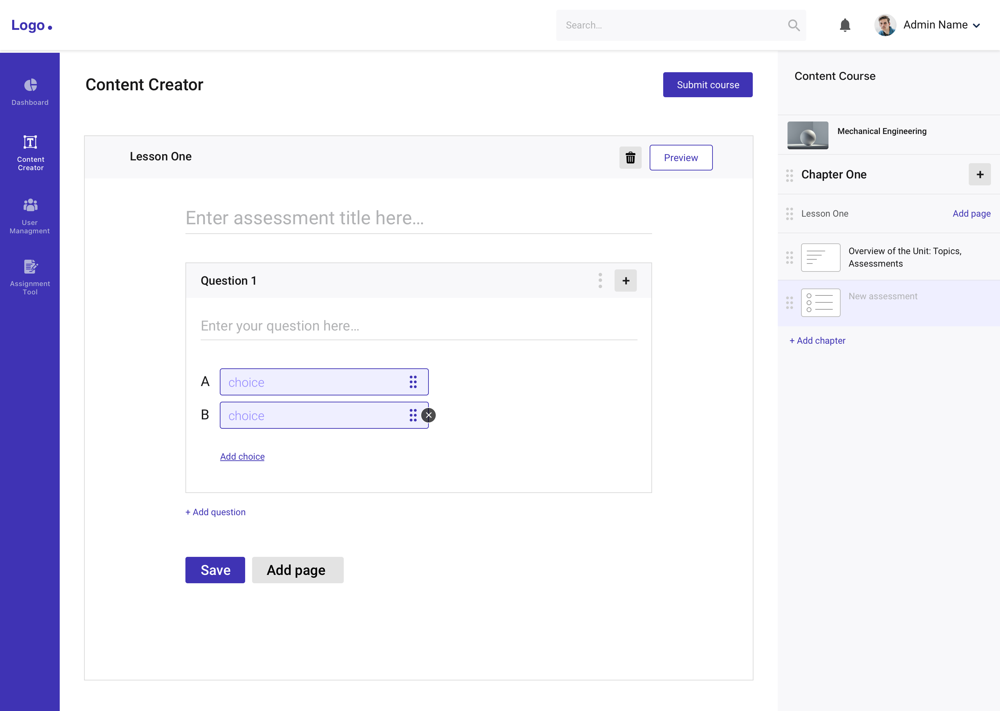 Logo.
Search...
Admin Name
Dashboard
Content
Creator
User
Managment
Assignment
Tool
Content Creator
Submit course
Lesson One
Preview
Enter assessment title here...
Question 1
+
Enter your question here...
A
choice
B
choice
Add choice
+ Add question
Save
Add page
Content Course
Mechanical Engineering
Chapter One
+
Lesson One
Add page
Overview of the Unit: Topics,
Assessments
New assessment
+ Add chapter